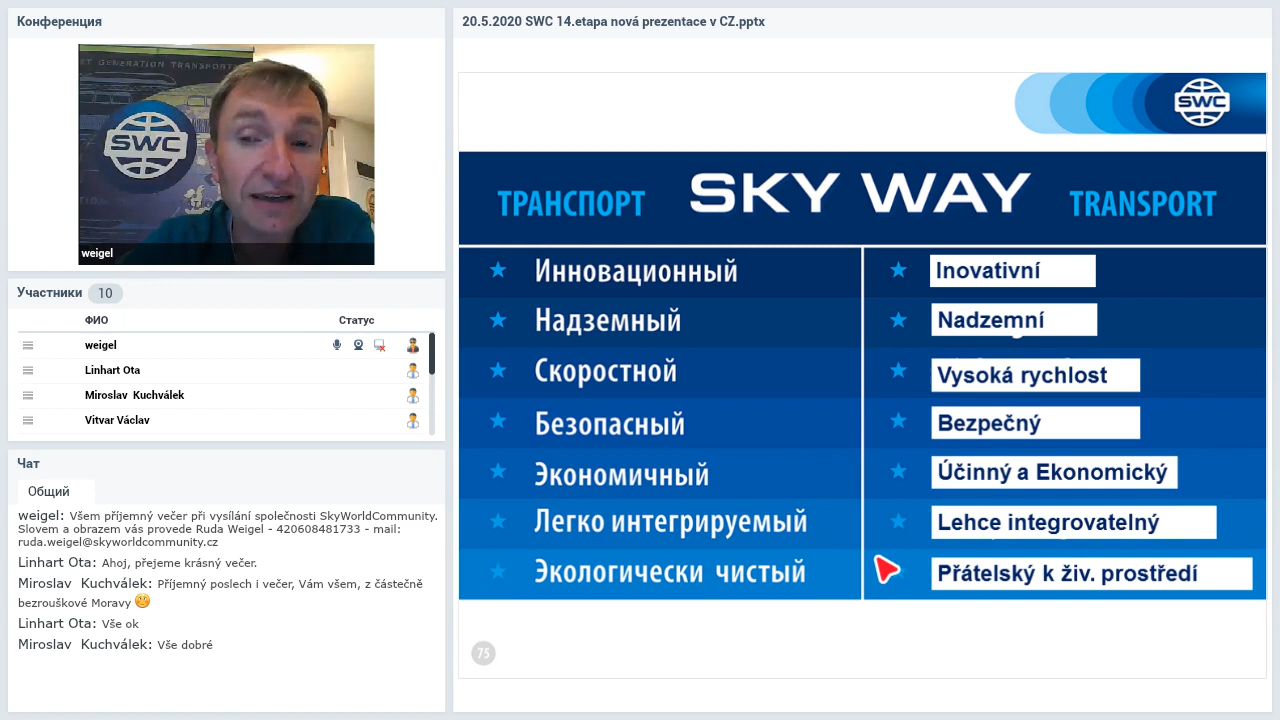 Конференция
T GENERATION TRANSPORT
SWC
weigel
Участники 10
ФИО Статус
weigel
Linhart Ota
Miroslav Kuchválek
Vitvar Václav
Чат
Общий
weigel: Všem příjemný večer při vysílání společnosti SkyWorldCommunity.
Slovem a obrazem vás provede Ruda Weigel - 420608481733 - mail:
ruda.weigel@skyworldcommunity.cz
Linhart Ota: Ahoj, přejeme krásný večer.
Miroslav Kuchválek: Příjemný poslech i večer, Vám všem, z částečně
bezrouškové Moravy
Linhart Ota: Vše ok
Miroslav Kuchválek: Vše dobré
20.5.2020 SWC 14.etapa nová prezentace v CZ.pptx
SWC
ТРАНСПОРТ SKY WAY TRANSPORT
Инновационный Inovativní
Надземный Nadzemní
Скоростной Vysoká rychlost
Безопасный Bezpečný
Экономичный Účinný a Ekonomický
Легко интегрируемый Lehce integrovatelný
Экологически чистый Přátelský k živ. prostředí
75